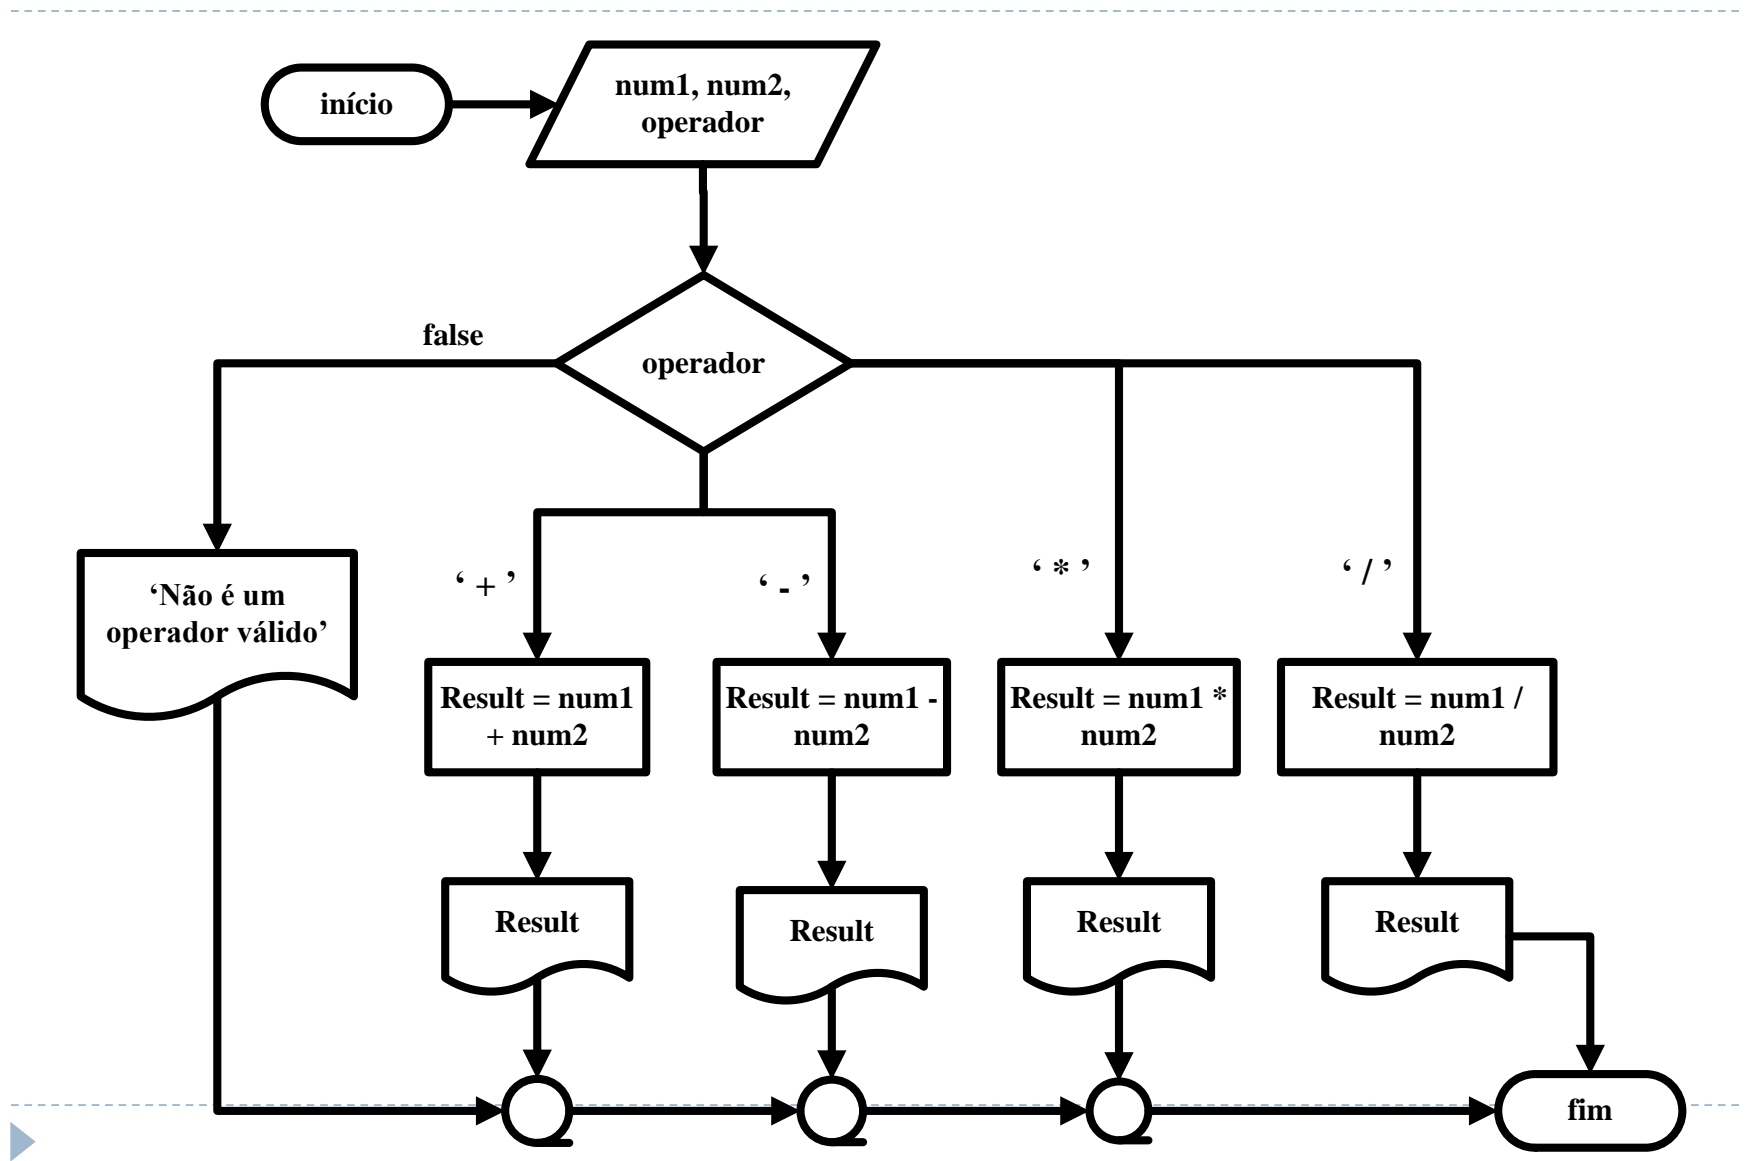 início
num1, num2,
operador
false
operador
‘Não é um
operador válido’
‘ + ’
‘ - ’
‘ * ’
‘ / ’
Result = num1
+ num2
Result = num1 -
num2
Result = num1 *
num2
Result = num1 /
num2
Result
Result
Result
Result
fim